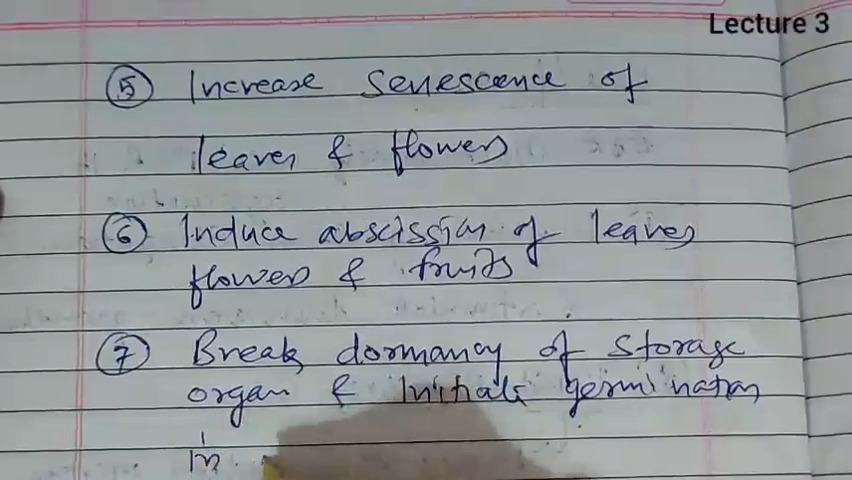 Lecture 3
⑤ Increase Senescence of
leaves & flowers
⑥ Induce abscission of leaves
flowers & fruits
⑦ Break dormancy of storage
organ & initiate germination
in